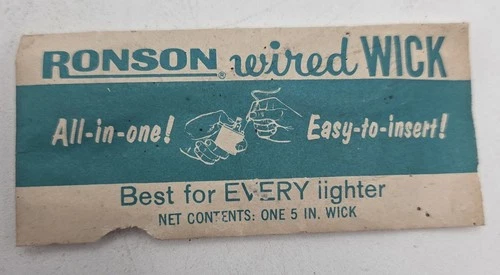 RONSON® wired WICK
All-in-one! Easy-to-insert!
Best for EVERY lighter
NET CONTENTS: ONE 5 IN. WICK